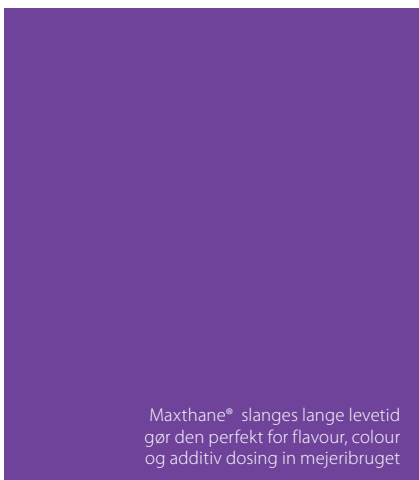 Maxthane® slanges lange levetid
gør den perfekt for flavour, colour
og additiv dosing in mejeribruget